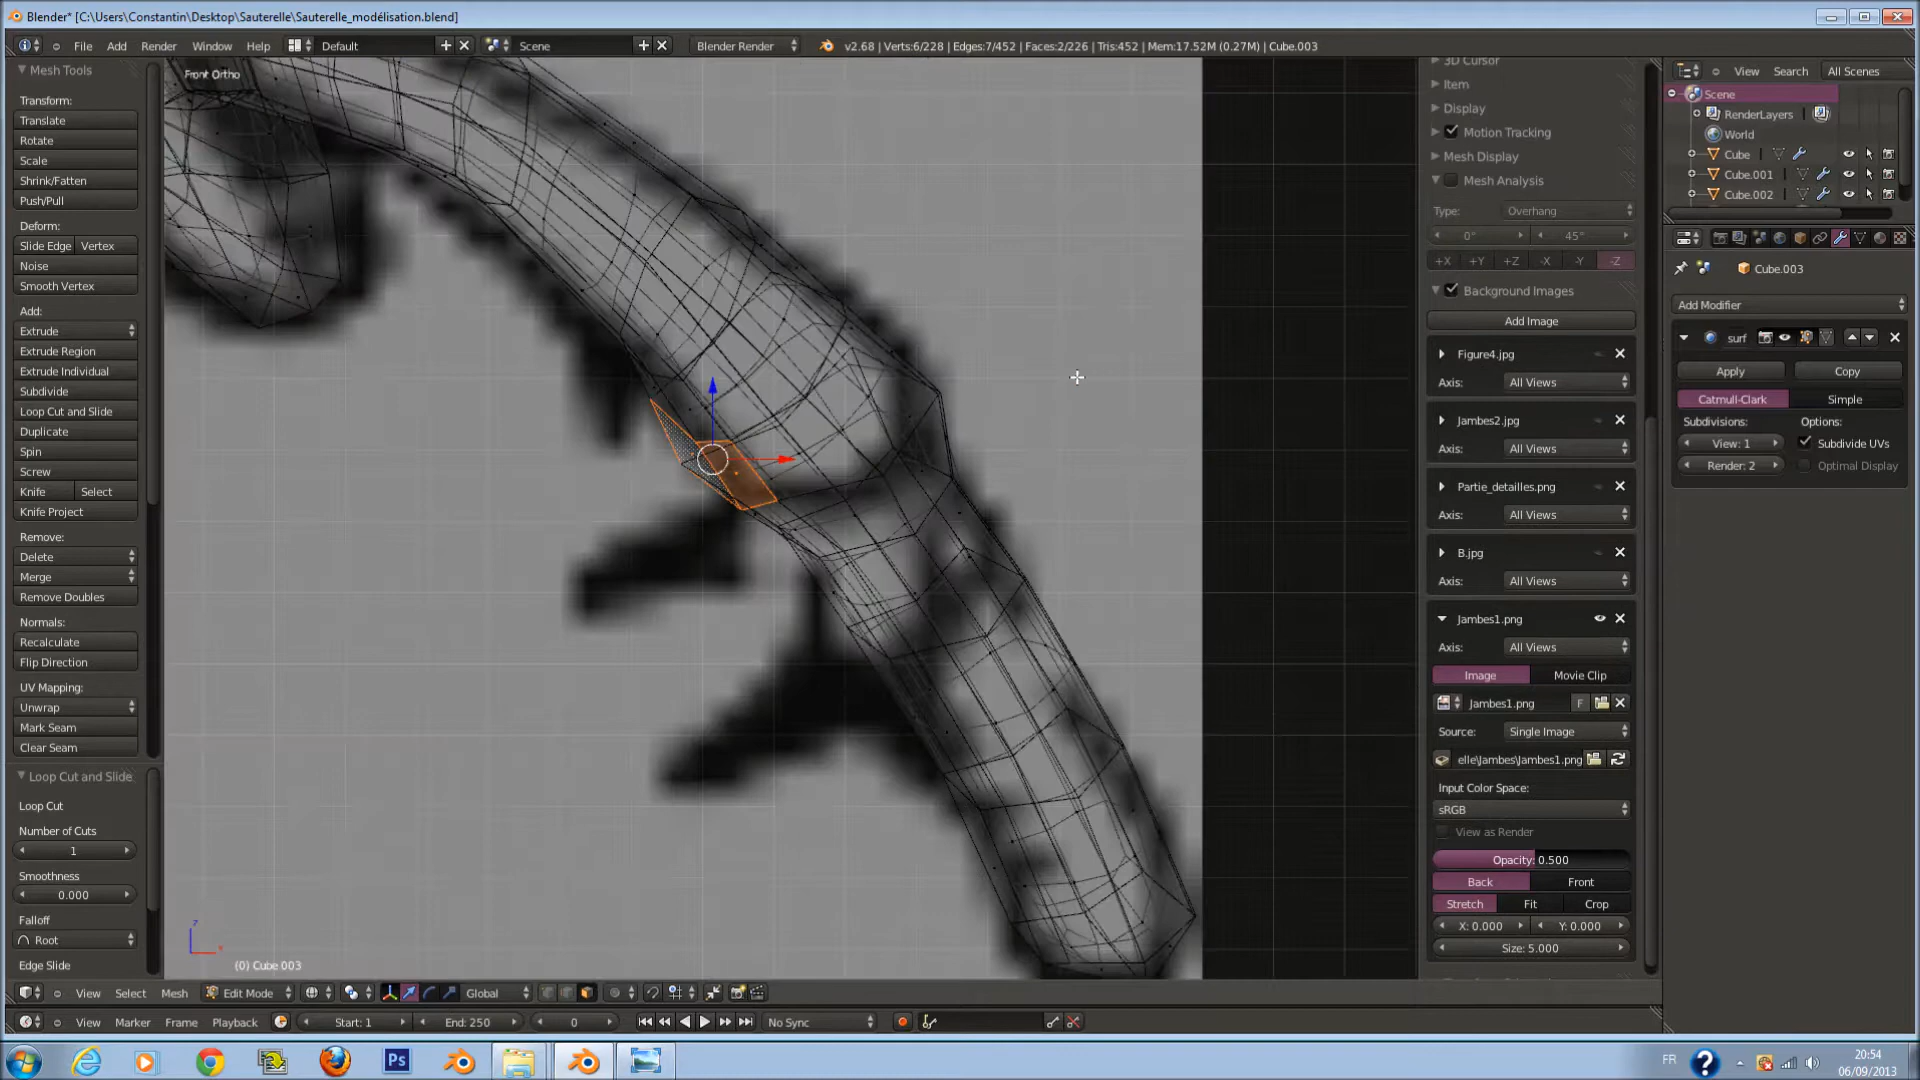 Blender* [C:\Users\Constantin\Desktop\Sauterelle\Sauterelle_modélisation.blend]
File Add Render Window Help Default Scene Blender Render v2.68 | Verts:6/228 | Edges:7/452 | Faces:2/226 | Tris:452 | Mem:17.52M (0.27M) | Cube.003
Mesh Tools
Transform:
Translate
Rotate
Scale
Shrink/Fatten
Push/Pull
Deform:
Slide Edge Vertex
Noise
Smooth Vertex
Add:
Extrude
Extrude Region
Extrude Individual
Subdivide
Loop Cut and Slide
Duplicate
Spin
Screw
Knife Select
Knife Project
Remove:
Delete
Merge
Remove Doubles
Normals:
Recalculate
Flip Direction
UV Mapping:
Unwrap
Mark Seam
Clear Seam
Loop Cut and Slide
Loop Cut
Number of Cuts
1
Smoothness
0.000
Falloff
Root
Edge Slide
Front Ortho
z
x
(0) Cube.003
3D Cursor
Item
Display
Motion Tracking
Mesh Display
Mesh Analysis
Type: Overhang
0° 45°
+X +Y +Z -X -Y -Z
Background Images
Add Image
Figure4.jpg
Axis: All Views
Jambes2.jpg
Axis: All Views
Partie_detailles.png
Axis: All Views
B.jpg
Axis: All Views
Jambes1.png
Axis: All Views
Image Movie Clip
Jambes1.png F
Source: Single Image
elle\Jambes\Jambes1.png
Input Color Space:
sRGB
View as Render
Opacity: 0.500
Back Front
Stretch Fit Crop
X: 0.000 Y: 0.000
Size: 5.000
View Search All Scenes
Scene
RenderLayers
World
Cube
Cube.001
Cube.002
Cube.003
Add Modifier
surf
Apply Copy
Catmull-Clark Simple
Subdivisions: Options:
View: 1 Subdivide UVs
Render: 2 Optimal Display
View Select Mesh Edit Mode Global
View Marker Frame Playback Start: 1 End: 250 0 No Sync
Ps
FR
20:54
06/09/2013